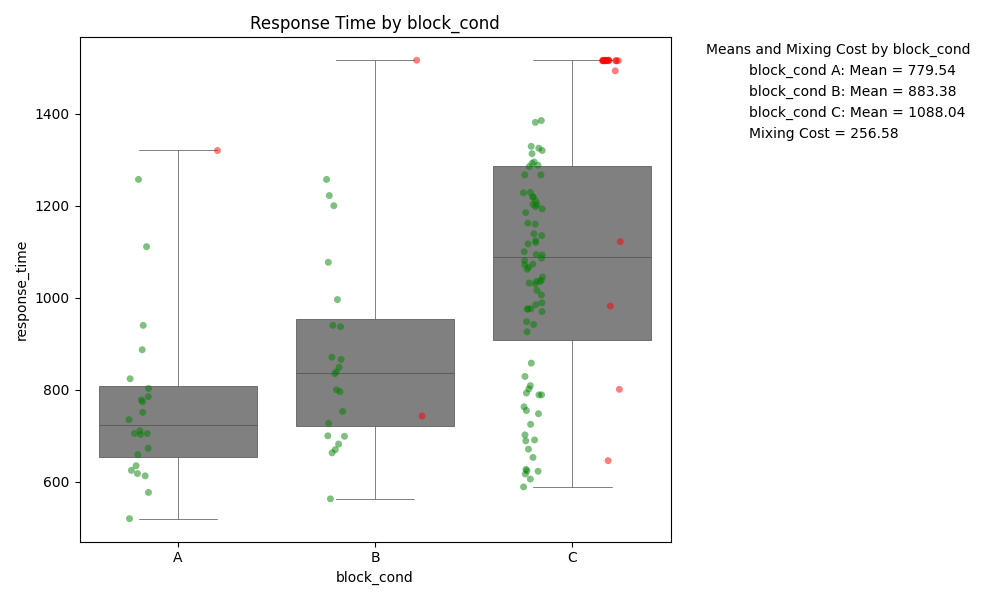 Response Time by block_cond
Means and Mixing Cost by block_cond
block_cond A: Mean = 779.54
block_cond B: Mean = 883.38
block_cond C: Mean = 1088.04
Mixing Cost = 256.58
response_time
1400
1200
1000
800
600
A
B
C
block_cond